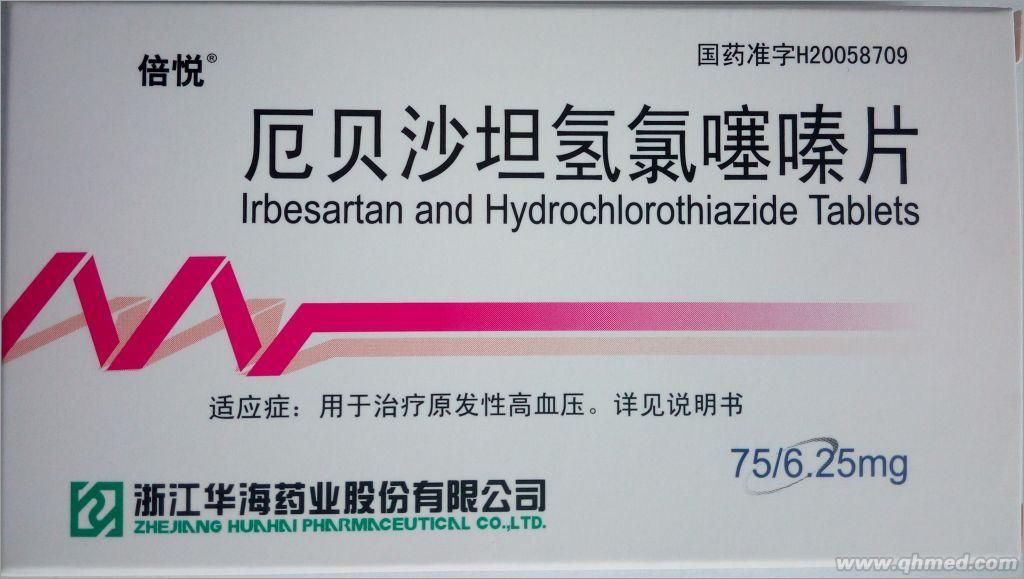 倍悦®
国药准字H20058709
厄贝沙坦氢氯噻嗪片
Irbesartan and Hydrochlorothiazide Tablets
适应症：用于治疗原发性高血压。详见说明书
75/6.25mg
浙江华海药业股份有限公司
ZHEJIANG HUAHAI PHARMACEUTICAL CO.,LTD.
www.qhmed.com